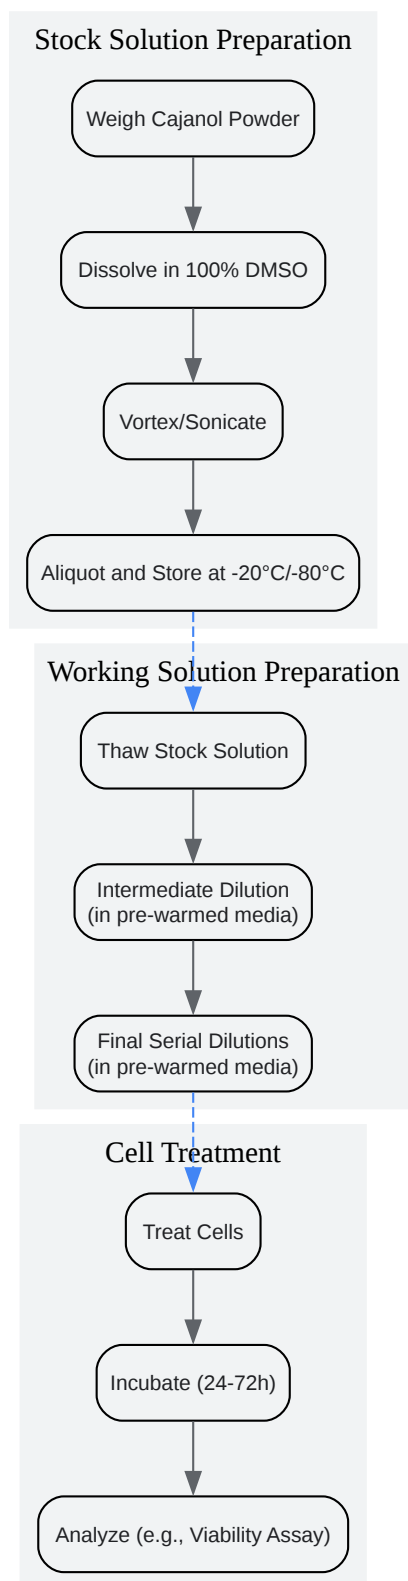 Stock Solution Preparation
Weigh Cajanol Powder
Dissolve in 100% DMSO
Vortex/Sonicate
Aliquot and Store at -20°C/-80°C
Working Solution Preparation
Thaw Stock Solution
Intermediate Dilution
(in pre-warmed media)
Final Serial Dilutions
(in pre-warmed media)
Cell Treatment
Treat Cells
Incubate (24-72h)
Analyze (e.g., Viability Assay)